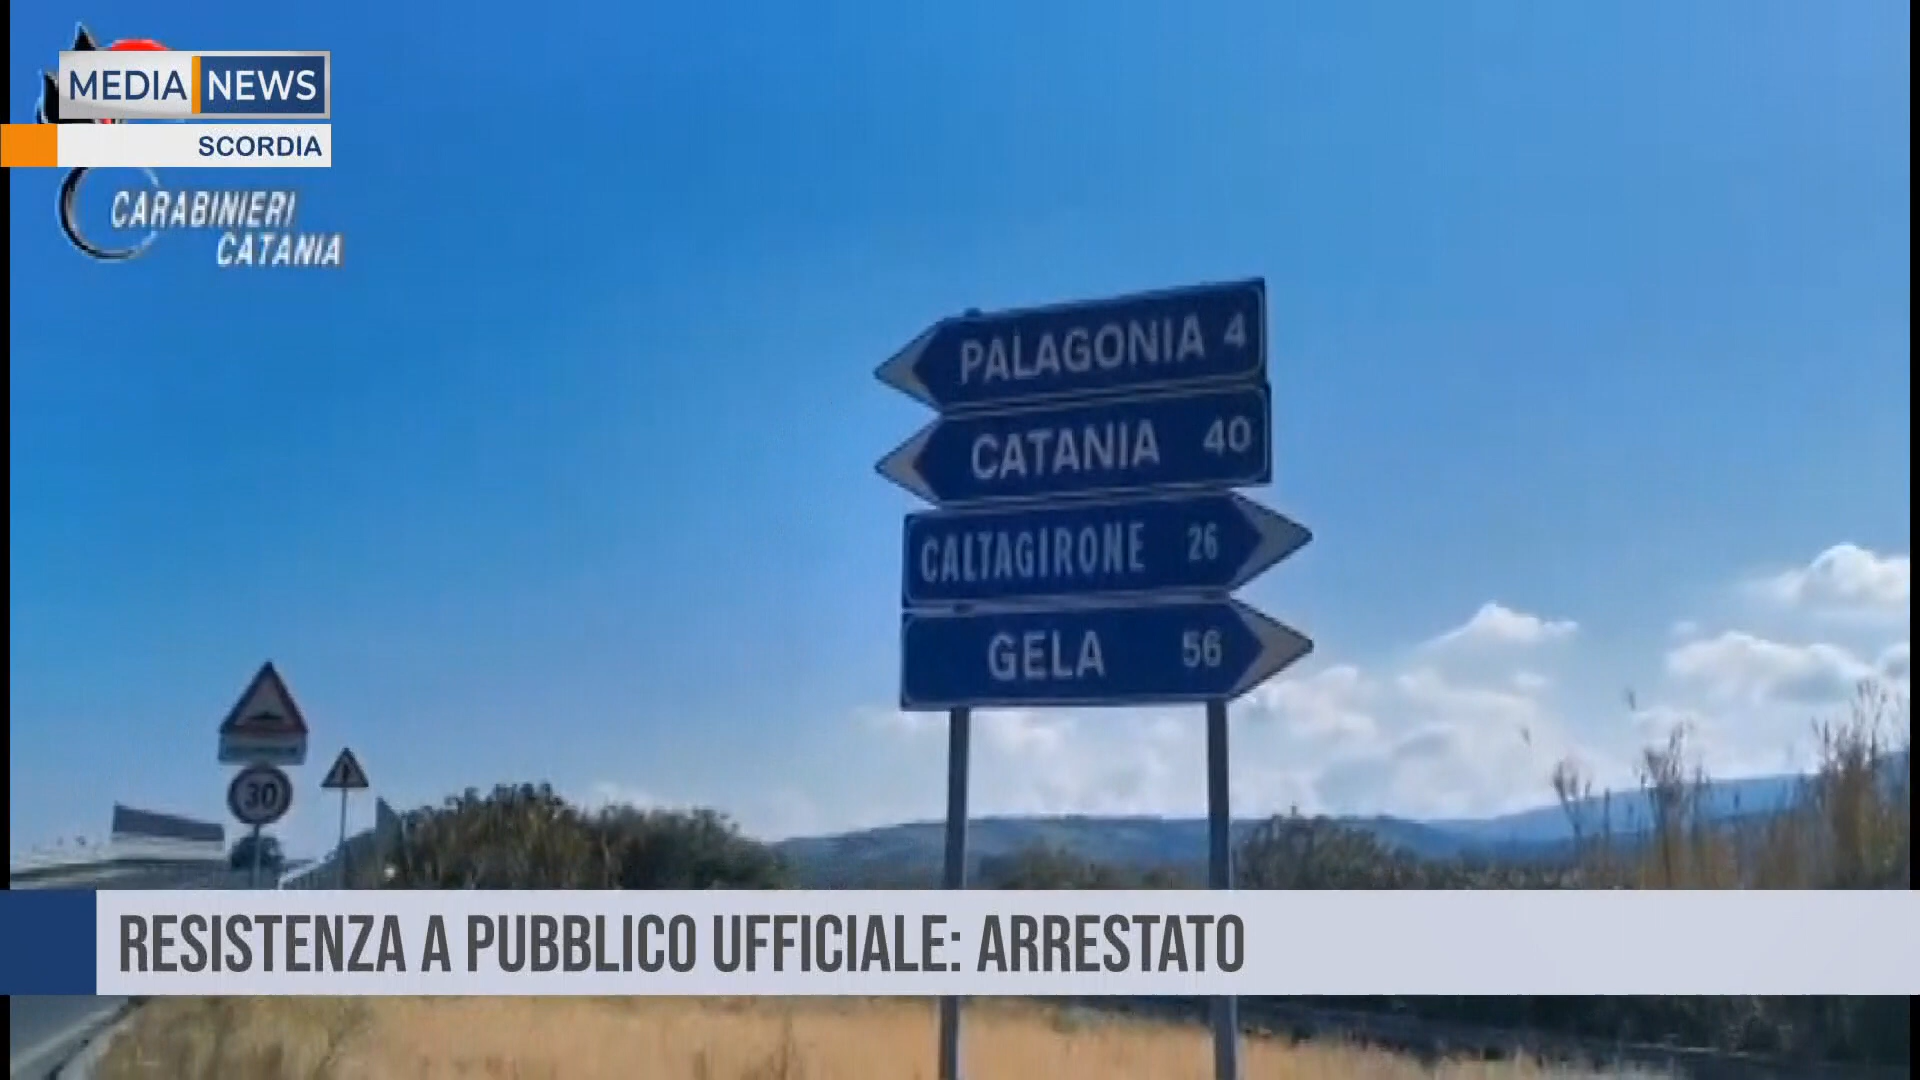 MEDIA NEWS
SCORDIA
CARABINIERI
CATANIA
PALAGONIA 4
CATANIA 40
CALTAGIRONE 26
GELA 56
30
RESISTENZA A PUBBLICO UFFICIALE: ARRESTATO